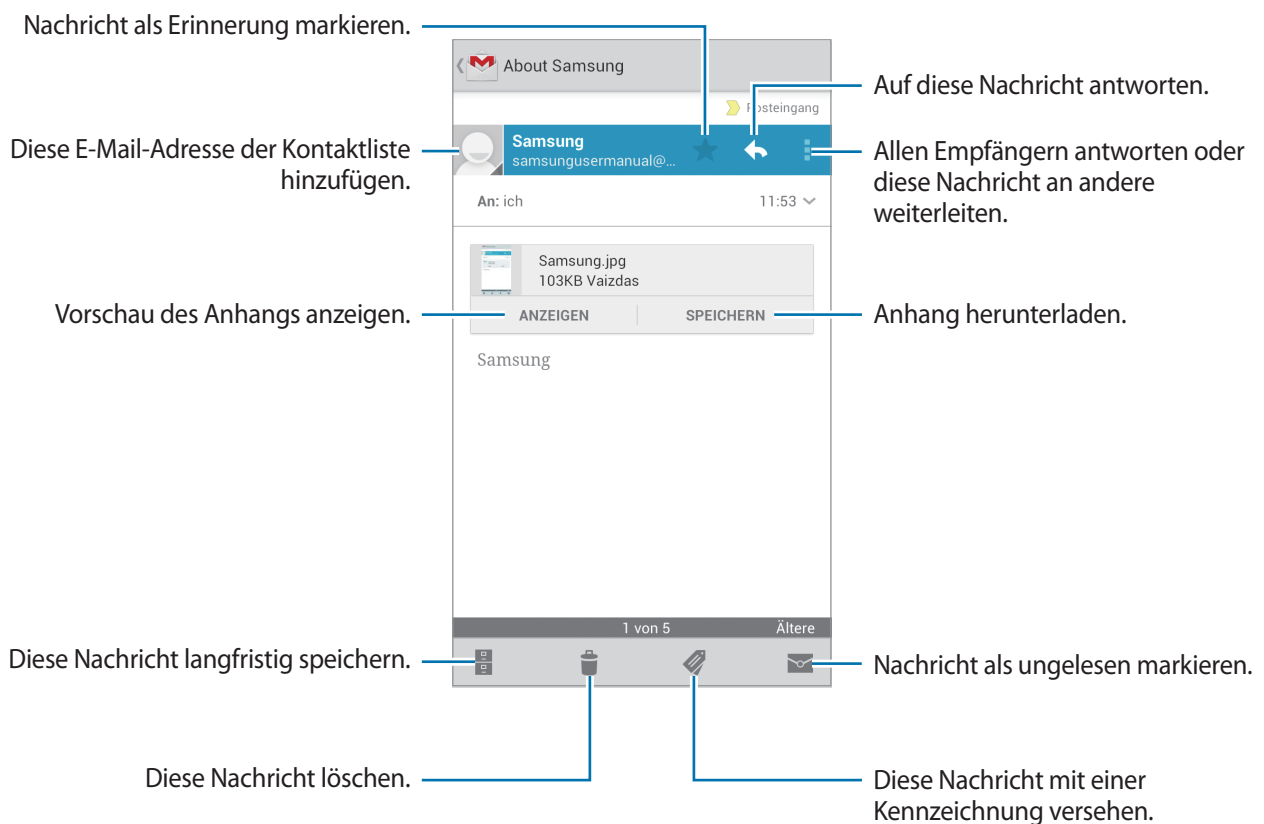 Nachricht als Erinnerung markieren.
About Samsung
Auf diese Nachricht antworten.
Posteingang
Diese E-Mail-Adresse der Kontaktliste
hinzufügen.
Samsung
samsungusermanual@...
Allen Empfängern antworten oder
diese Nachricht an andere
weiterleiten.
An: ich
11:53
Samsung.jpg
103KB Vaizdas
Vorschau des Anhangs anzeigen.
ANZEIGEN
SPEICHERN
Anhang herunterladen.
Samsung
1 von 5
Ältere
Diese Nachricht langfristig speichern.
Nachricht als ungelesen markieren.
Diese Nachricht löschen.
Diese Nachricht mit einer
Kennzeichnung versehen.